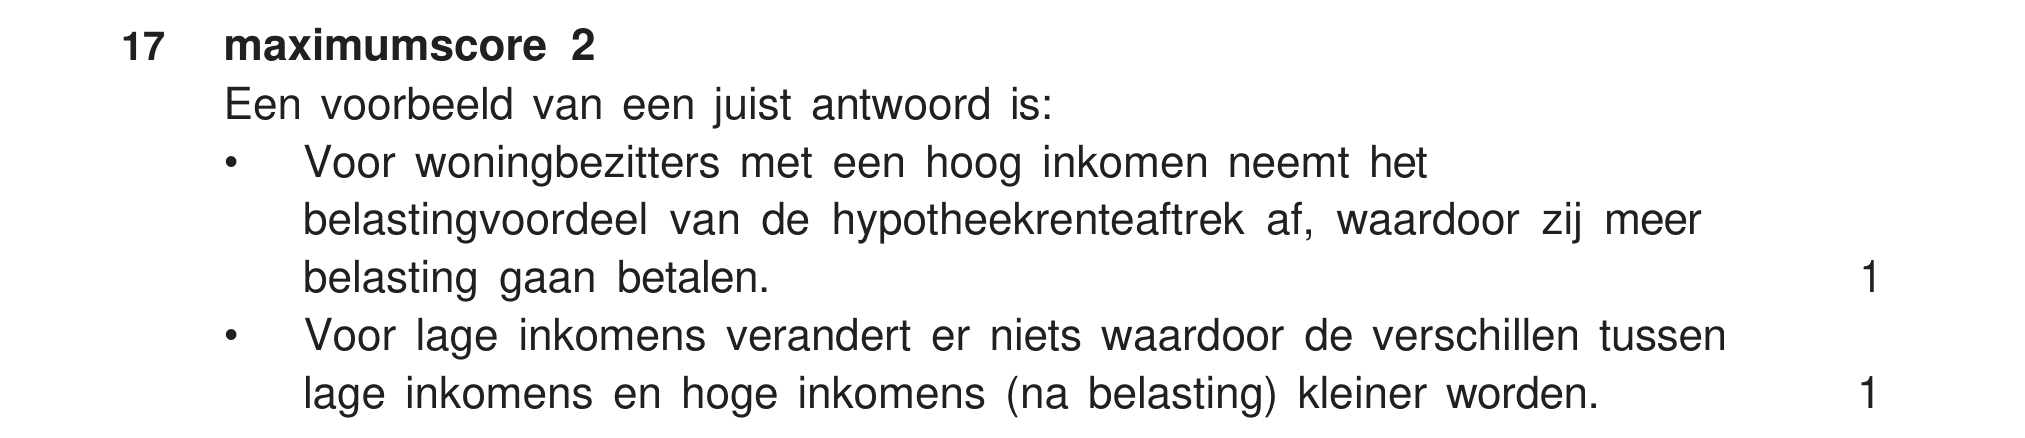 17 maximumscore 2
Een voorbeeld van een juist antwoord is:
• Voor woningbezitters met een hoog inkomen neemt het
belastingvoordeel van de hypotheekrenteaftrek af, waardoor zij meer
belasting gaan betalen. 1
• Voor lage inkomens verandert er niets waardoor de verschillen tussen
lage inkomens en hoge inkomens (na belasting) kleiner worden. 1